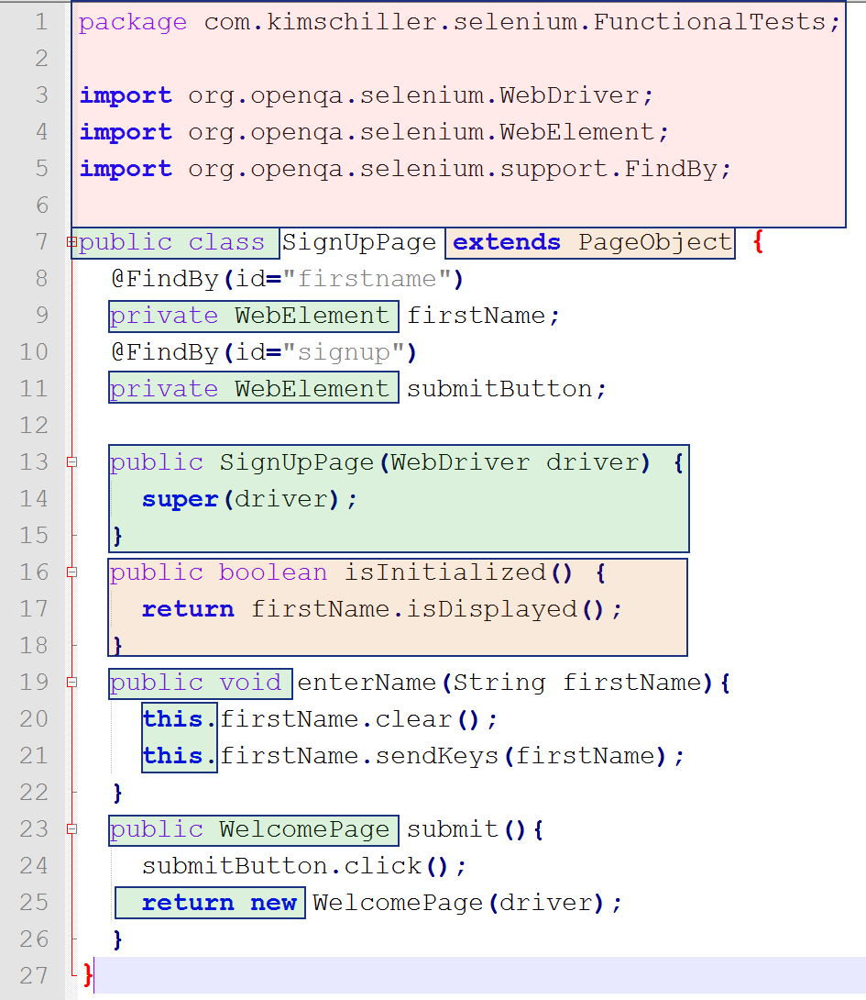 1 package com.kimschiller.selenium.FunctionalTests;
2
3 import org.openqa.selenium.WebDriver;
4 import org.openqa.selenium.WebElement;
5 import org.openqa.selenium.support.FindBy;
6
7 public class SignUpPage extends PageObject {
8 @FindBy(id="firstname")
9 private WebElement firstName;
10 @FindBy(id="signup")
11 private WebElement submitButton;
12
13 public SignUpPage(WebDriver driver) {
14 super(driver);
15 }
16 public boolean isInitialized() {
17 return firstName.isDisplayed();
18 }
19 public void enterName(String firstName){
20 this.firstName.clear();
21 this.firstName.sendKeys(firstName);
22 }
23 public WelcomePage submit(){
24 submitButton.click();
25 return new WelcomePage(driver);
26 }
27 }